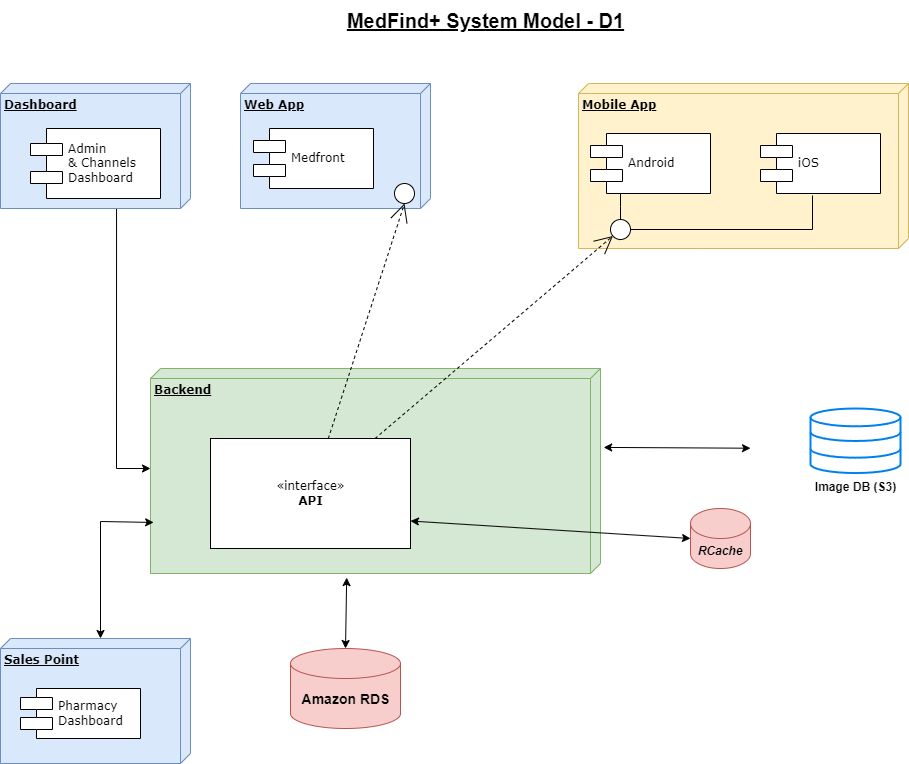 MedFind+ System Model - D1
Dashboard
Admin
& Channels
Dashboard
Web App
Medfront
Mobile App
Android
iOS
Backend
«interface»
API
Image DB (S3)
RCache
Sales Point
Pharmacy
Dashboard
Amazon RDS